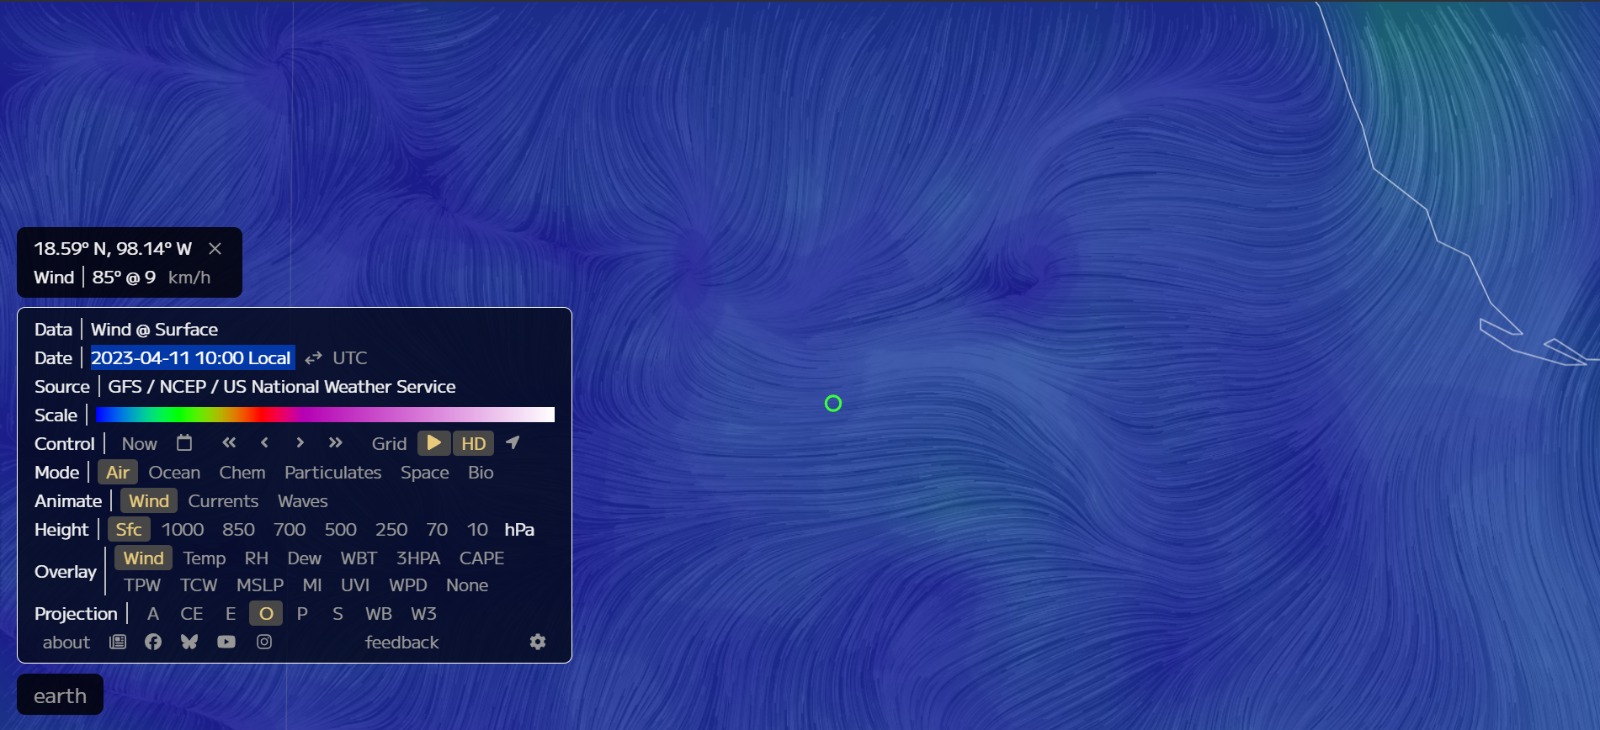 18.59° N, 98.14° W ×
Wind | 85° @ 9 km/h
Data | Wind @ Surface
Date | 2023-04-11 10:00 Local ⇄ UTC
Source | GFS / NCEP / US National Weather Service
Scale |
Control | Now « ‹ › » Grid HD
Mode | Air Ocean Chem Particulates Space Bio
Animate | Wind Currents Waves
Height | Sfc 1000 850 700 500 250 70 10 hPa
Overlay | Wind Temp RH Dew WBT 3HPA CAPE
TPW TCW MSLP MI UVI WPD None
Projection | A CE E O P S WB W3
about feedback
earth